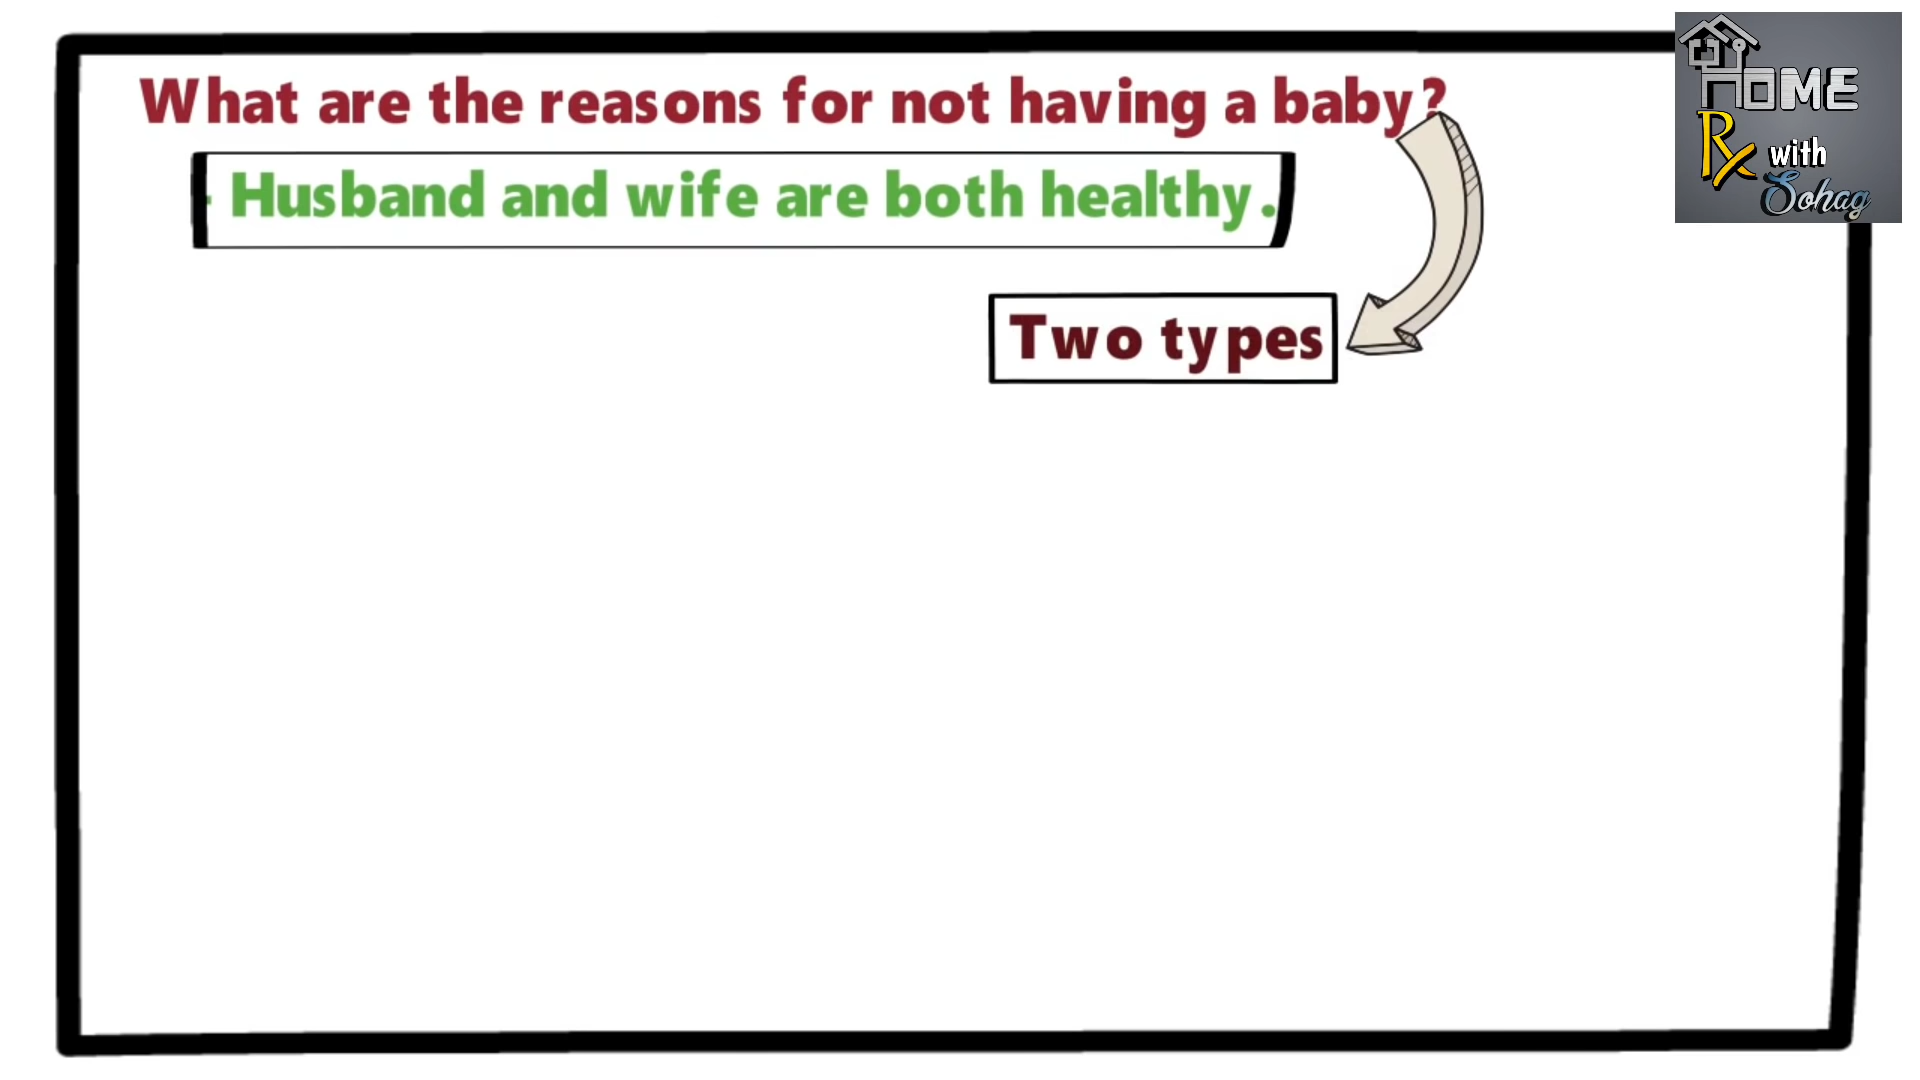 What are the reasons for not having a baby?
- Husband and wife are both healthy.
Two types
HOME
Rx with
Sohag